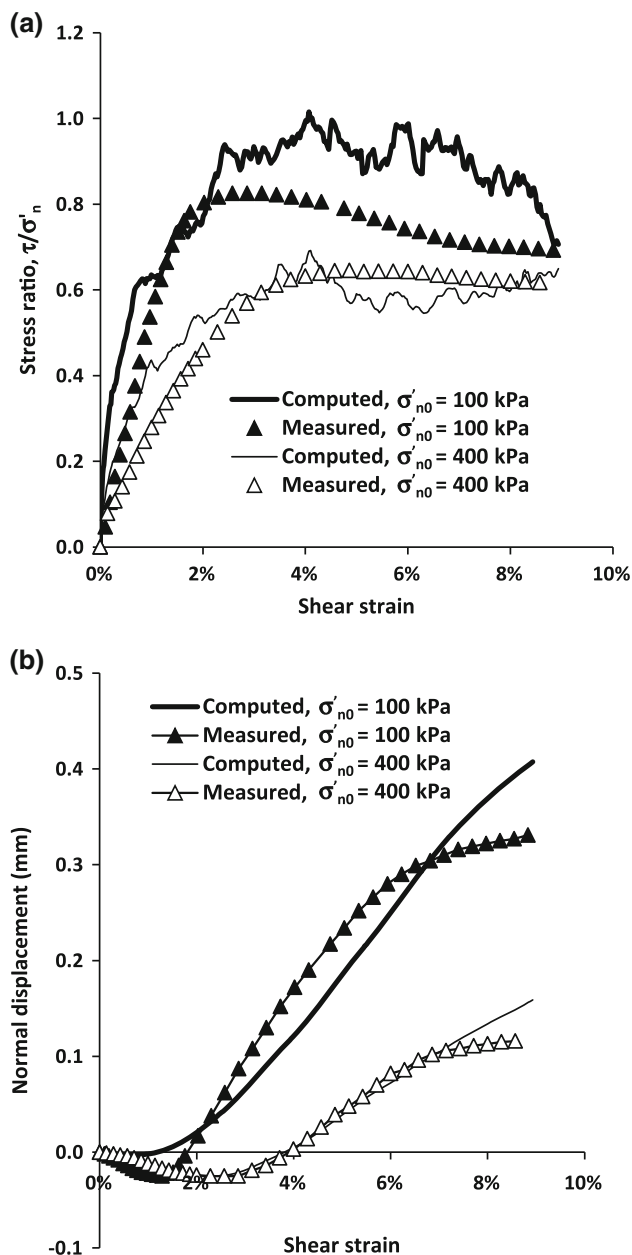 (a)
1.2
1.0
0.8
0.6
0.4
0.2
0.0
Stress ratio, τ/σ'n
Computed, σ'n0 = 100 kPa
Measured, σ'n0 = 100 kPa
Computed, σ'n0 = 400 kPa
Measured, σ'n0 = 400 kPa
0% 2% 4% 6% 8% 10%
Shear strain
(b)
0.5
0.4
0.3
0.2
0.1
0.0
-0.1
Normal displacement (mm)
Computed, σ'n0 = 100 kPa
Measured, σ'n0 = 100 kPa
Computed, σ'n0 = 400 kPa
Measured, σ'n0 = 400 kPa
0% 2% 4% 6% 8% 10%
Shear strain